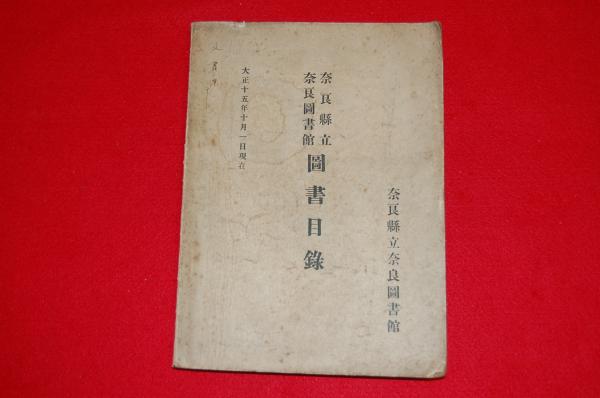 奈良縣立奈良圖書館
奈良縣立
奈良圖書館
圖書目錄
大正十五年十月一日現在